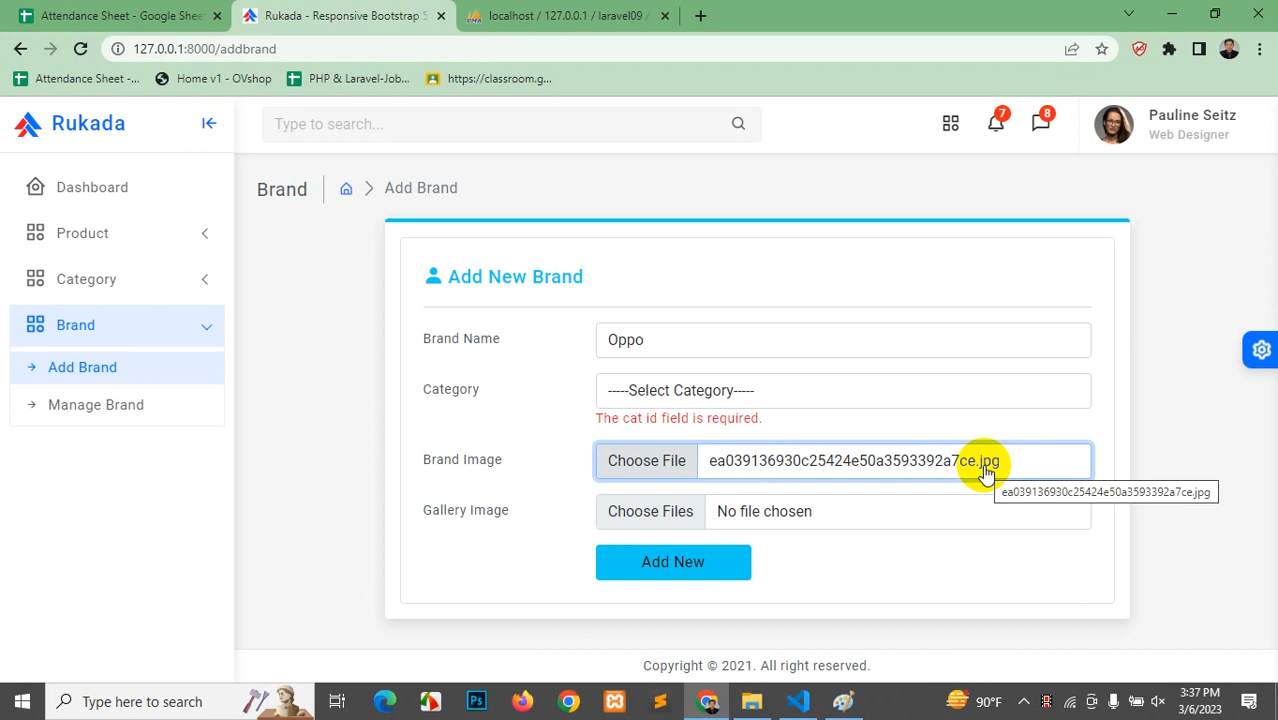 Attendance Sheet - Google Shee
Rukada - Responsive Bootstrap 5
localhost / 127.0.0.1 / laravel09 /
127.0.0.1:8000/addbrand
Attendance Sheet -...
Home v1 - OVshop
PHP & Laravel-Job...
https://classroom.g...
Rukada
Type to search...
7
8
Pauline Seitz
Web Designer
Dashboard
Product
Category
Brand
Add Brand
Manage Brand
Brand
Add Brand
Add New Brand
Brand Name
Oppo
Category
-----Select Category-----
The cat id field is required.
Brand Image
Choose File
ea039136930c25424e50a3593392a7ce.jpg
ea039136930c25424e50a3593392a7ce.jpg
Gallery Image
Choose Files
No file chosen
Add New
Copyright © 2021. All right reserved.
Type here to search
Ps
90°F
3:37 PM
3/6/2023